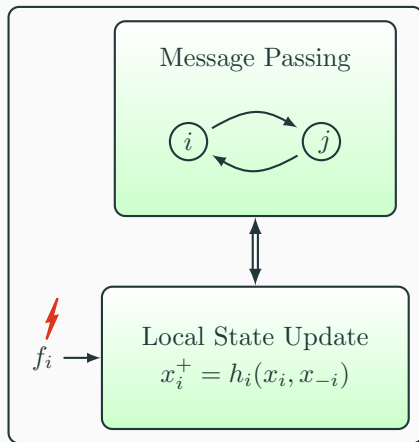 Message Passing
i j
Local State Update
f_i
x_i^+ = h_i(x_i, x_{-i})